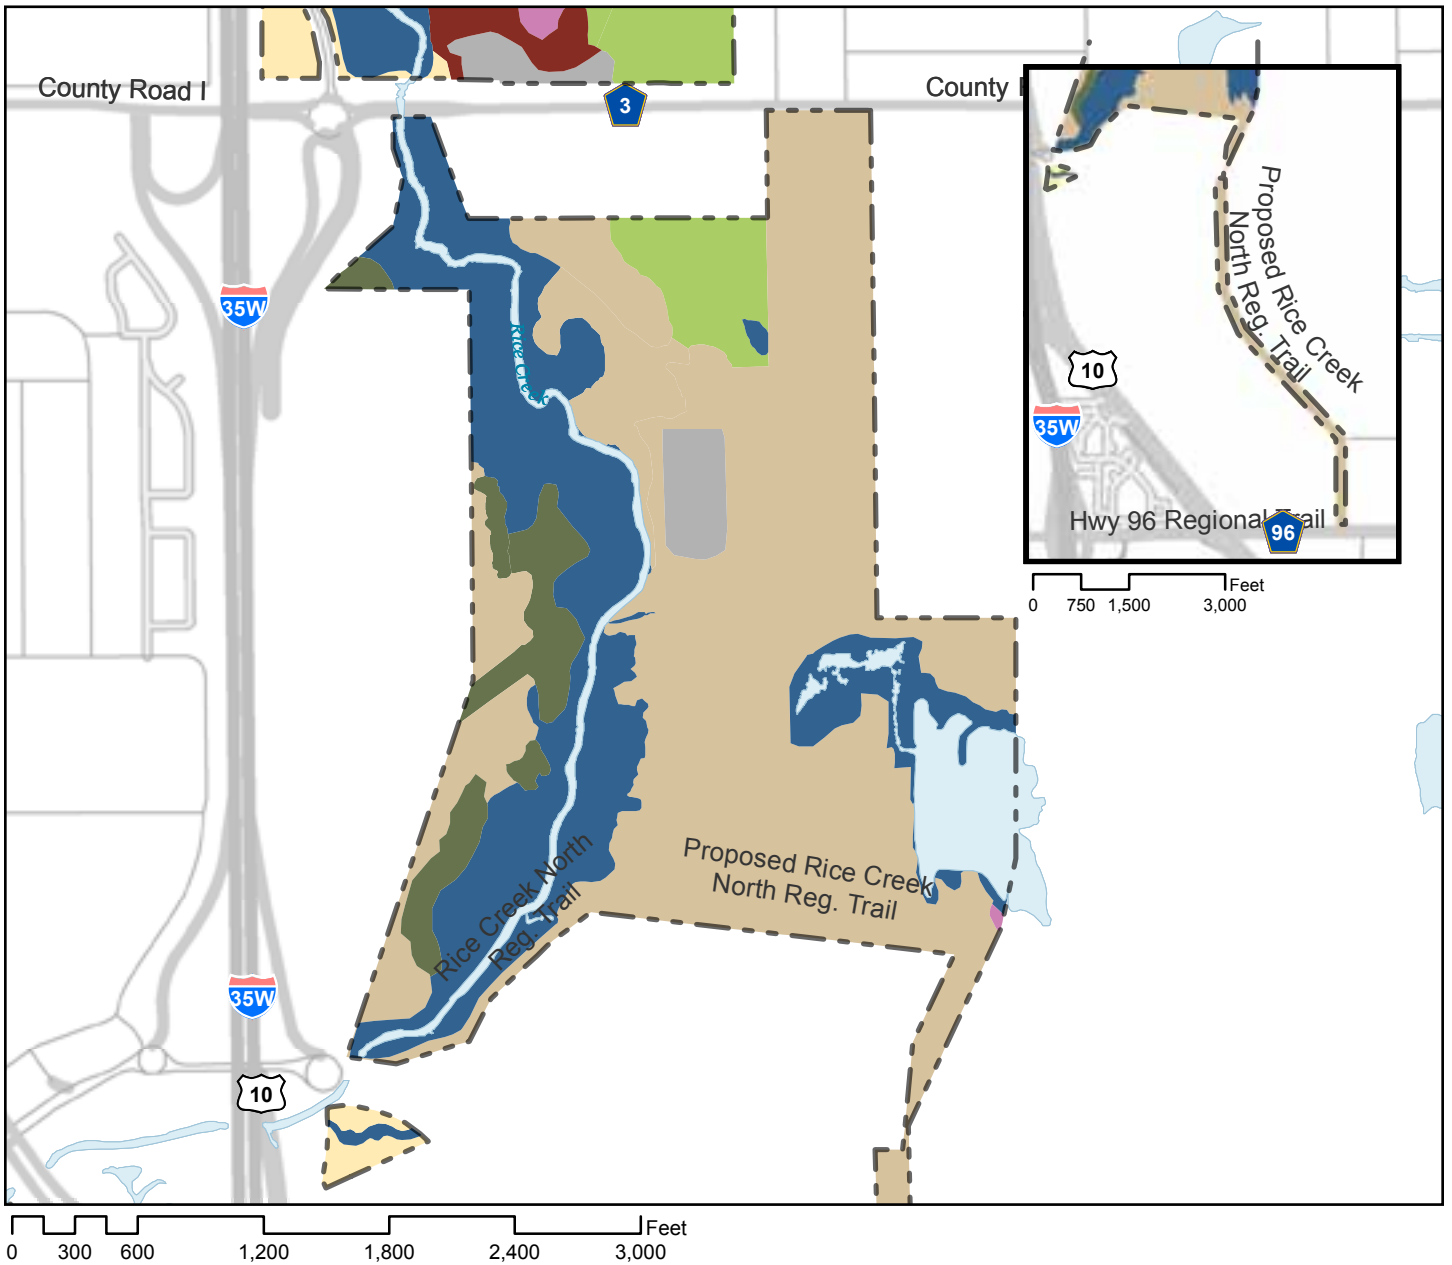 County Road I
3
County R
35W
Rice Creek
Proposed Rice Creek
North Reg. Trail
10
35W
Hwy 96 Regional Trail
96
Feet
0 750 1,500 3,000
Proposed Rice Creek
North Reg. Trail
Rice Creek North
Reg. Trail
35W
10
Feet
0 300 600 1,200 1,800 2,400 3,000